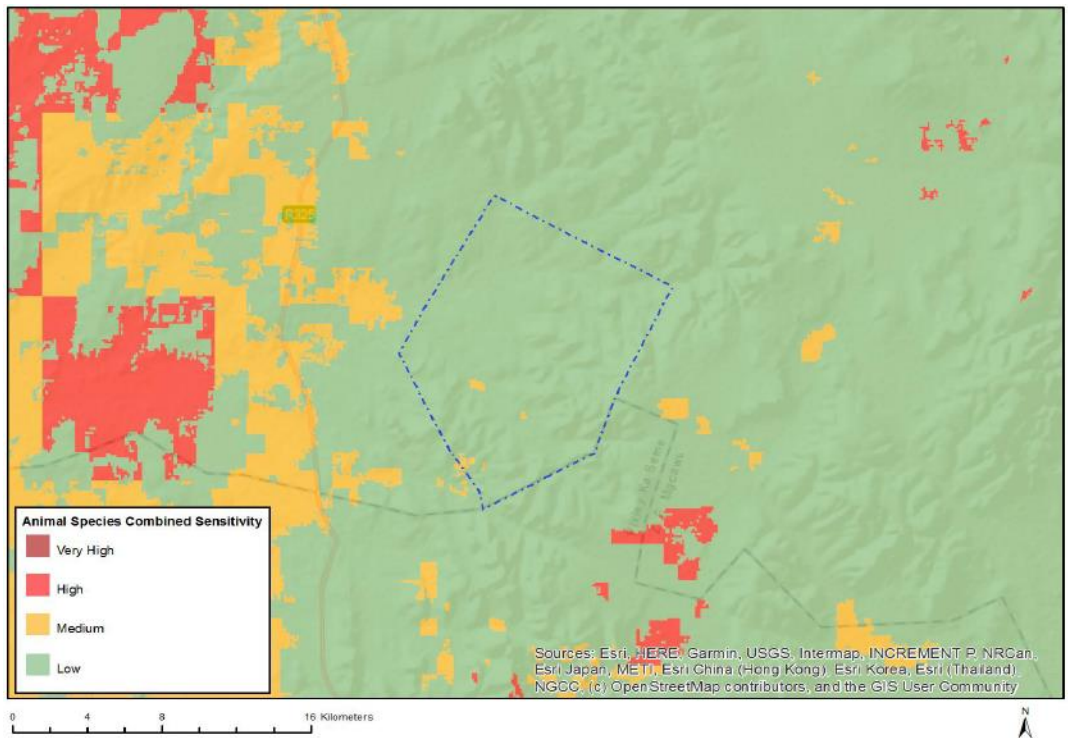 R325
Animal Species Combined Sensitivity
Very High
High
Medium
Low
Sources: Esri, HERE, Garmin, USGS, Intermap, INCREMENT P, NRCan,
Esri Japan, METI, Esri China (Hong Kong), Esri Korea, Esri (Thailand),
NGCC, (c) OpenStreetMap contributors, and the GIS User Community
0 4 8 16 Kilometers
N